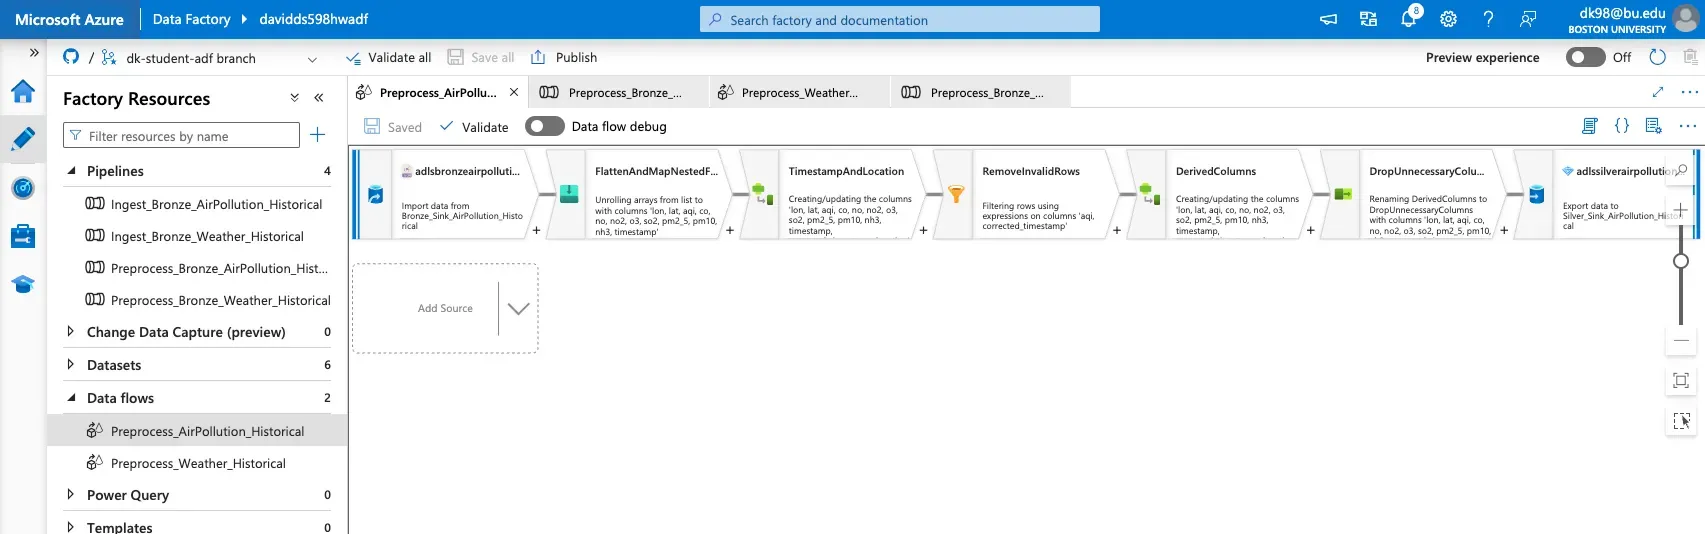 Microsoft Azure
Data Factory
davidds598hwadf
Search factory and documentation
8
dk98@bu.edu
BOSTON UNIVERSITY
/ dk-student-adf branch
Validate all
Save all
Publish
Preview experience
Off
Factory Resources
Filter resources by name
Pipelines 4
Ingest_Bronze_AirPollution_Historical
Ingest_Bronze_Weather_Historical
Preprocess_Bronze_AirPollution_Hist...
Preprocess_Bronze_Weather_Historical
Change Data Capture (preview) 0
Datasets 6
Data flows 2
Preprocess_AirPollution_Historical
Preprocess_Weather_Historical
Power Query 0
Templates 0
Preprocess_AirPollu...
Preprocess_Bronze_...
Preprocess_Weather...
Preprocess_Bronze_...
Saved
Validate
Data flow debug
adlsbronzeairpolluti...
Import data from
Bronze_Sink_AirPollution_Histo
rical
FlattenAndMapNestedF...
Unrolling arrays from list to
with columns 'lon, lat, aqi, co,
no, no2, o3, so2, pm2_5, pm10,
nh3, timestamp'
TimestampAndLocation
Creating/updating the columns
'lon, lat, aqi, co, no, no2, o3,
so2, pm2_5, pm10, nh3,
timestamp,
RemoveInvalidRows
Filtering rows using
expressions on columns 'aqi,
corrected_timestamp'
DerivedColumns
Creating/updating the columns
'lon, lat, aqi, co, no, no2, o3,
so2, pm2_5, pm10, nh3,
timestamp,
DropUnnecessaryColu...
Renaming DerivedColumns to
DropUnnecessaryColumns
with columns 'lon, lat, aqi, co,
no, no2, o3, so2, pm2_5, pm10,
adlssilverairpollution
Export data to
Silver_Sink_AirPollution_Histori
cal
Add Source